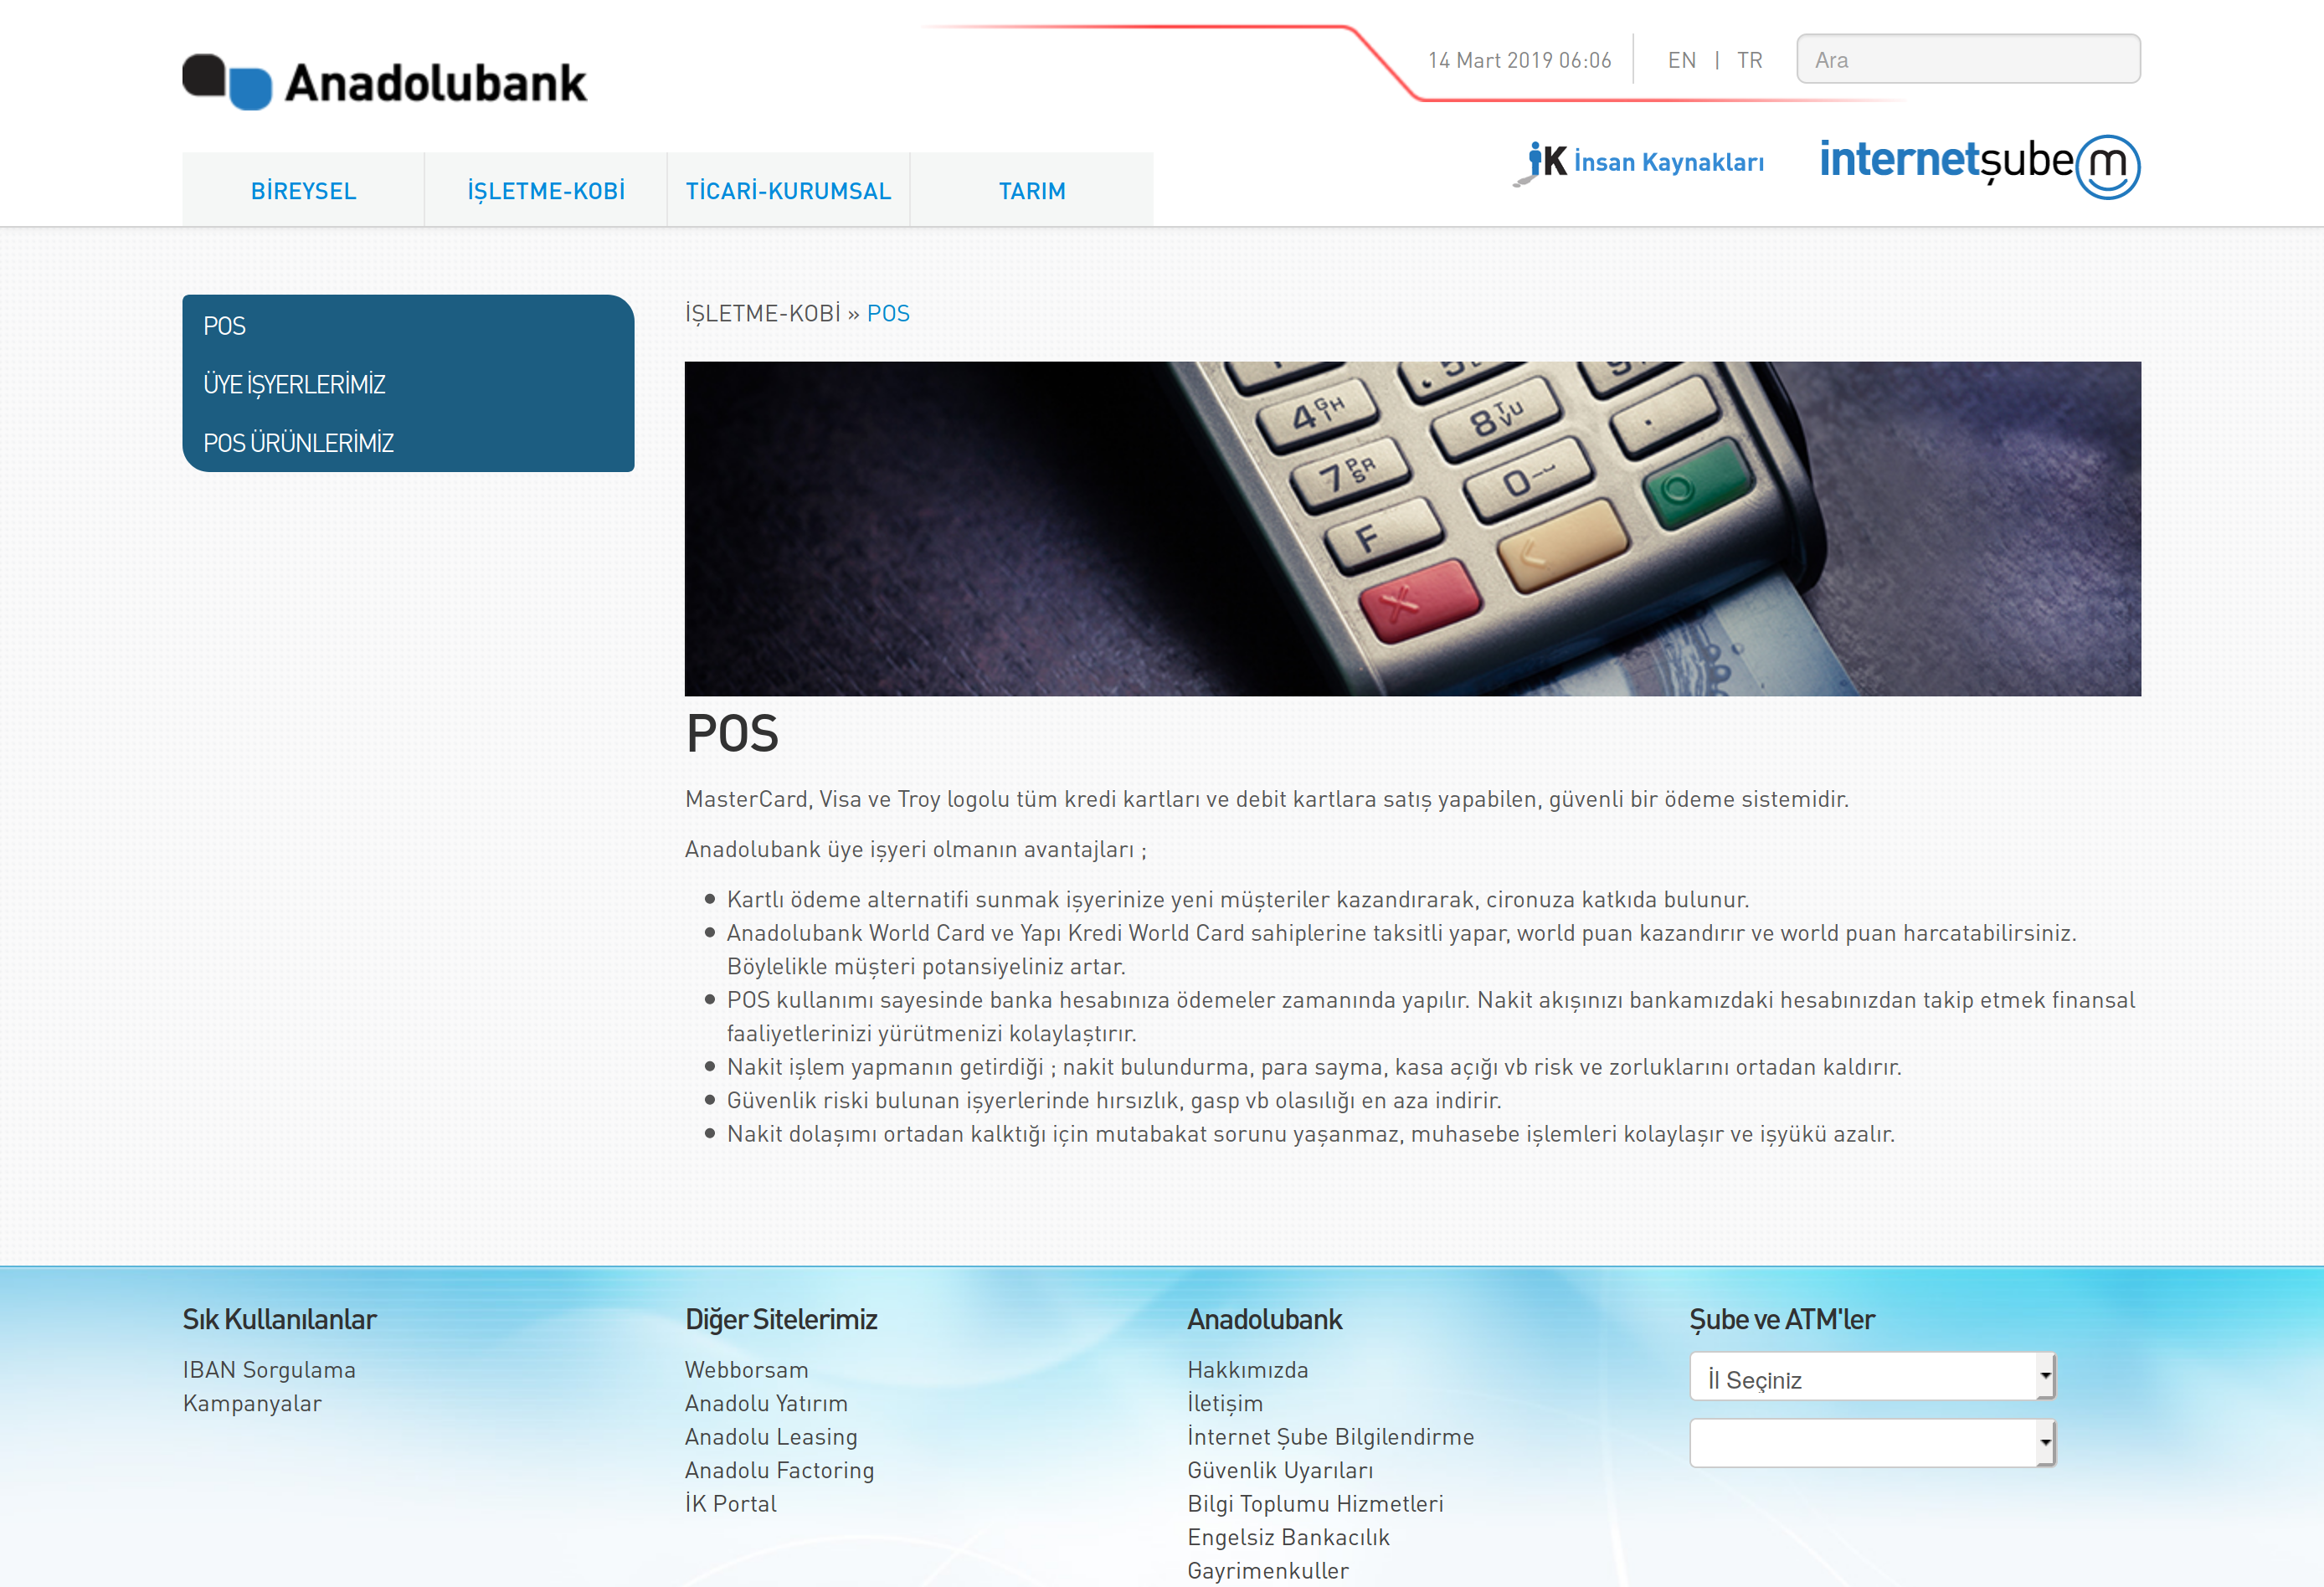 Anadolubank
14 Mart 2019 06:06
EN | TR
Ara
İK İnsan Kaynakları
internetşubem
BİREYSEL
İŞLETME-KOBİ
TİCARİ-KURUMSAL
TARIM
POS
ÜYE İŞYERLERİMİZ
POS ÜRÜNLERİMİZ
İŞLETME-KOBİ » POS
4 GHI
8 TUV
.
7 PRS
0
F
POS
MasterCard, Visa ve Troy logolu tüm kredi kartları ve debit kartlara satış yapabilen, güvenli bir ödeme sistemidir.
Anadolubank üye işyeri olmanın avantajları ;
Kartlı ödeme alternatifi sunmak işyerinize yeni müşteriler kazandırarak, cironuza katkıda bulunur.
Anadolubank World Card ve Yapı Kredi World Card sahiplerine taksitli yapar, world puan kazandırır ve world puan harcatabilirsiniz.
Böylelikle müşteri potansiyeliniz artar.
POS kullanımı sayesinde banka hesabınıza ödemeler zamanında yapılır. Nakit akışınızı bankamızdaki hesabınızdan takip etmek finansal
faaliyetlerinizi yürütmenizi kolaylaştırır.
Nakit işlem yapmanın getirdiği ; nakit bulundurma, para sayma, kasa açığı vb risk ve zorluklarını ortadan kaldırır.
Güvenlik riski bulunan işyerlerinde hırsızlık, gasp vb olasılığı en aza indirir.
Nakit dolaşımı ortadan kalktığı için mutabakat sorunu yaşanmaz, muhasebe işlemleri kolaylaşır ve işyükü azalır.
Sık Kullanılanlar
IBAN Sorgulama
Kampanyalar
Diğer Sitelerimiz
Webborsam
Anadolu Yatırım
Anadolu Leasing
Anadolu Factoring
İK Portal
Anadolubank
Hakkımızda
İletişim
İnternet Şube Bilgilendirme
Güvenlik Uyarıları
Bilgi Toplumu Hizmetleri
Engelsiz Bankacılık
Gayrimenkuller
Şube ve ATM'ler
İl Seçiniz